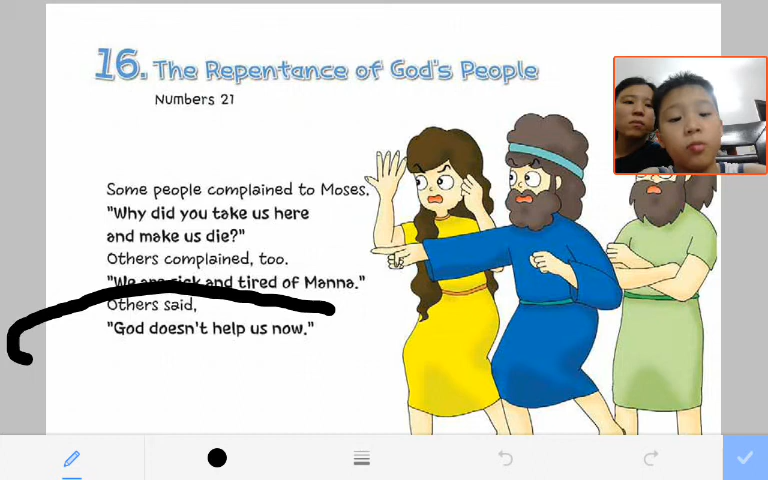 16. The Repentance of God's People
Numbers 21
Some people complained to Moses.
"Why did you take us here
and make us die?"
Others complained, too.
"We are sick and tired of Manna."
Others said,
"God doesn't help us now."